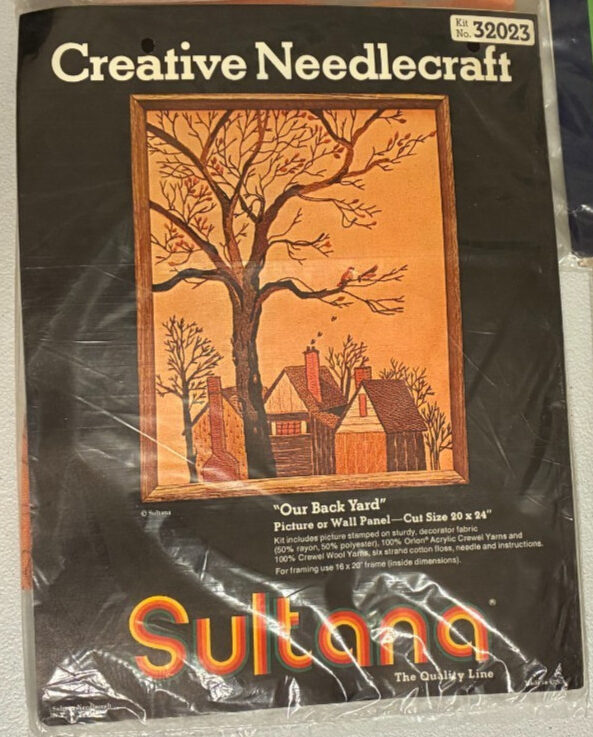 Kit
No. 32023
Creative Needlecraft
© Sultana
"Our Back Yard"
Picture or Wall Panel—Cut Size 20 x 24"
Kit includes picture stamped on sturdy, decorator fabric
(50% rayon, 50% polyester), 100% Orlon® Acrylic Crewel Yarns and
100% Crewel Wool Yarns, six strand cotton floss, needle and instructions.
For framing use 16 x 20" frame (inside dimensions).
Sultana®
The Quality Line